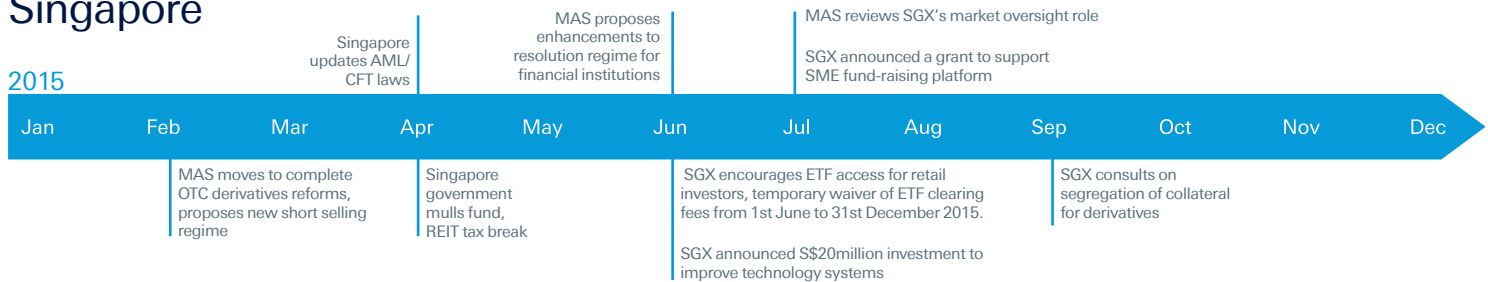 Singapore
2015
Singapore
updates AML/
CFT laws
MAS proposes
enhancements to
resolution regime for
financial institutions
MAS reviews SGX's market oversight role
SGX announced a grant to support
SME fund-raising platform
Jan Feb Mar Apr May Jun Jul Aug Sep Oct Nov Dec
MAS moves to complete
OTC derivatives reforms,
proposes new short selling
regime
Singapore
government
mulls fund,
REIT tax break
SGX encourages ETF access for retail
investors, temporary waiver of ETF clearing
fees from 1st June to 31st December 2015.
SGX announced S$20million investment to
improve technology systems
SGX consults on
segregation of collateral
for derivatives